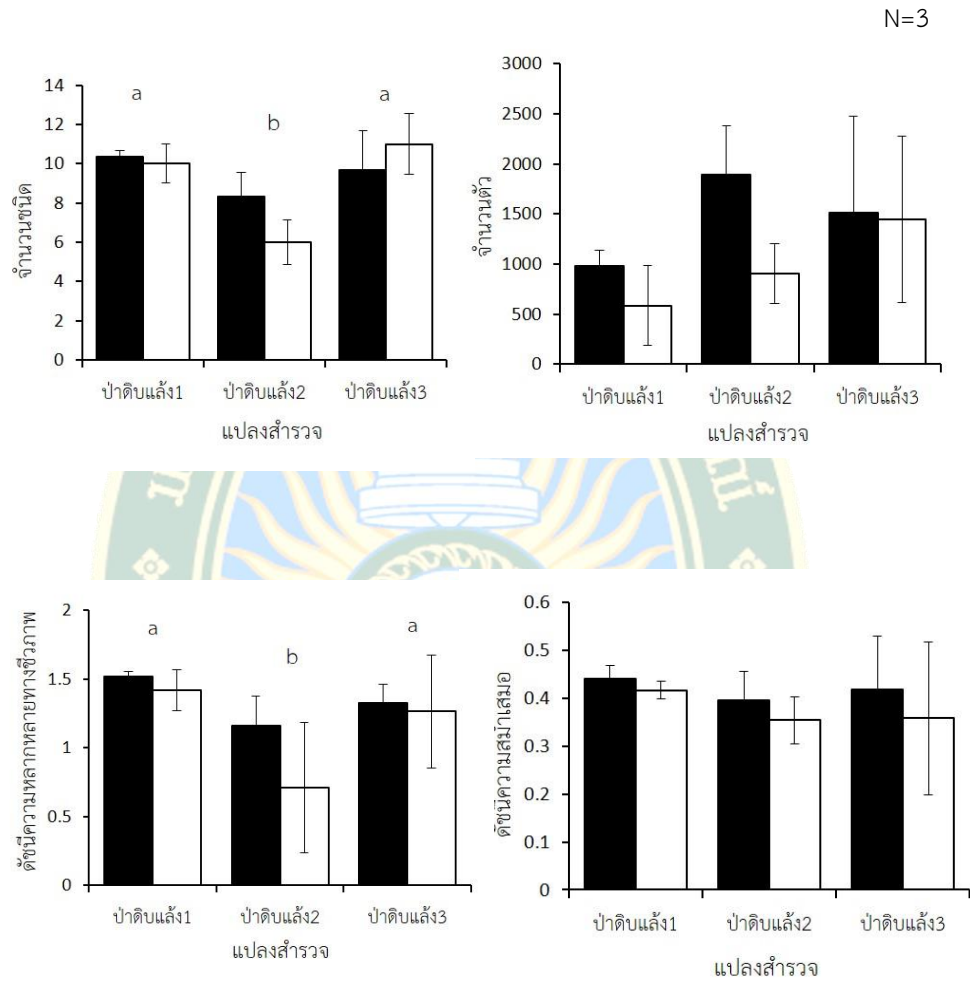 N=3
จำนวนชนิด
14
12
10
8
6
4
2
0
a
b
a
ป่าดิบแล้ง1
ป่าดิบแล้ง2
ป่าดิบแล้ง3
แปลงสำรวจ
จำนวนตัว
3000
2500
2000
1500
1000
500
0
ป่าดิบแล้ง1
ป่าดิบแล้ง2
ป่าดิบแล้ง3
แปลงสำรวจ
ดัชนีความหลากหลายทางชีวภาพ
2
1.5
1
0.5
0
a
b
a
ป่าดิบแล้ง1
ป่าดิบแล้ง2
ป่าดิบแล้ง3
แปลงสำรวจ
ดัชนีความสม่ำเสมอ
0.6
0.5
0.4
0.3
0.2
0.1
0
ป่าดิบแล้ง1
ป่าดิบแล้ง2
ป่าดิบแล้ง3
แปลงสำรวจ